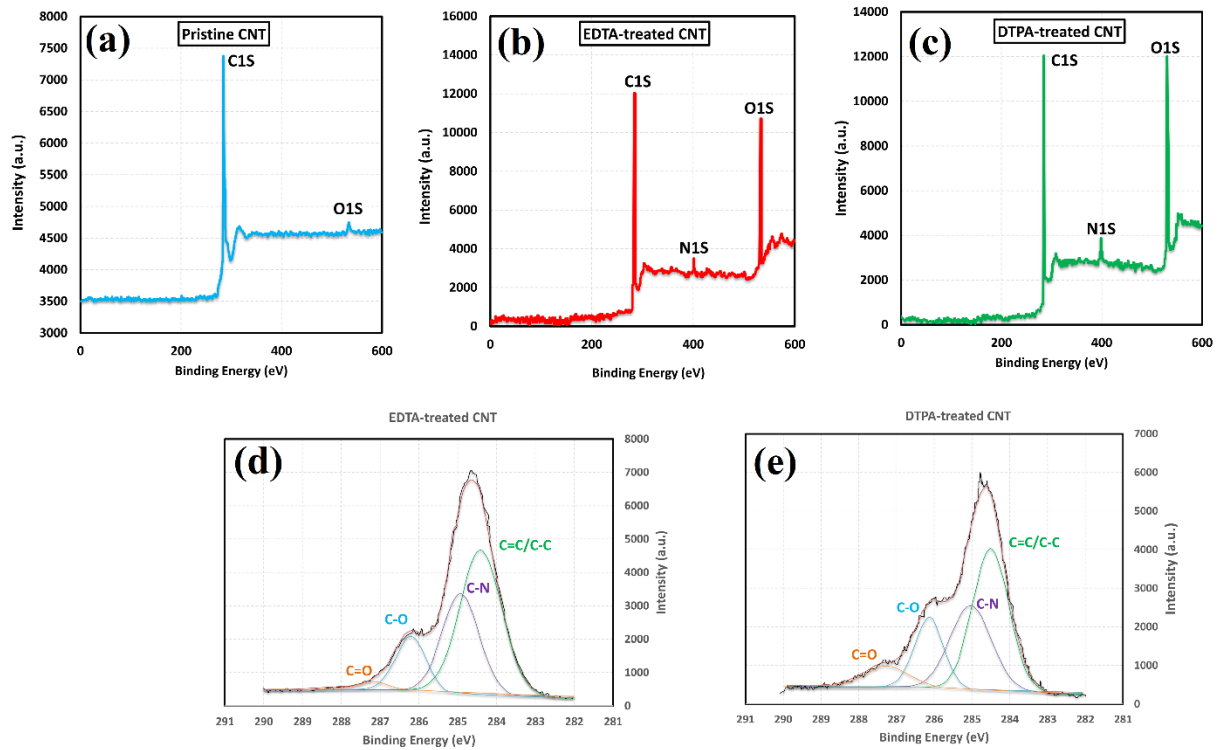 (a)
Pristine CNT
C1S
O1S
Intensity (a.u.)
8000
7500
7000
6500
6000
5500
5000
4500
4000
3500
3000
0
200
400
600
Binding Energy (eV)
(b)
EDTA-treated CNT
C1S
O1S
N1S
Intensity (a.u.)
16000
14000
12000
10000
8000
6000
4000
2000
0
0
200
400
600
Binding Energy (eV)
(c)
DTPA-treated CNT
C1S
O1S
N1S
Intensity (a.u.)
14000
12000
10000
8000
6000
4000
2000
0
0
200
400
600
Binding Energy (eV)
EDTA-treated CNT
(d)
C=C/C-C
C-N
C-O
C=O
8000
7000
6000
5000
4000
3000
2000
1000
0
Intensity (a.u.)
291
290
289
288
287
286
285
284
283
282
281
Binding Energy (eV)
DTPA-treated CNT
(e)
C=C/C-C
C-N
C-O
C=O
7000
6000
5000
4000
3000
2000
1000
0
Intensity (a.u.)
291
290
289
288
287
286
285
284
283
282
281
Binding Energy (eV)